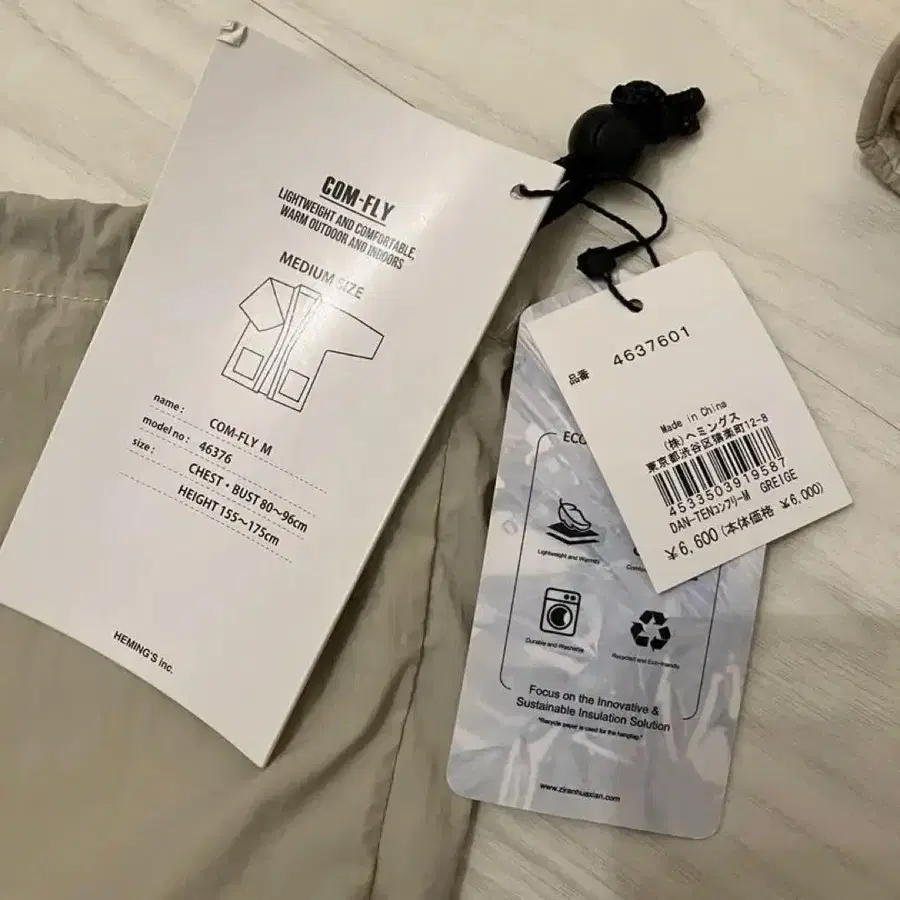 COM-FLY
LIGHTWEIGHT AND COMFORTABLE,
WARM OUTDOOR AND INDOORS
MEDIUM SIZE
name : COM-FLY M
model no : 46376
size : CHEST・BUST 80～96cm
HEIGHT 155～175cm
HEMING'S inc.
品番 4637601
Made in China
(株)ヘミングス
東京都渋谷区猿楽町12-8
4533503919587
DAN-TENコンフリーM GREIGE
¥6,600(本体価格 ¥6,000)
Lightweight and Warmth
Durable and Washable
Recycled and Eco-friendly
Focus on the Innovative &
Sustainable Insulation Solution
*Recycle paper is used for the hangtag.*
www.ziranhuaxian.com